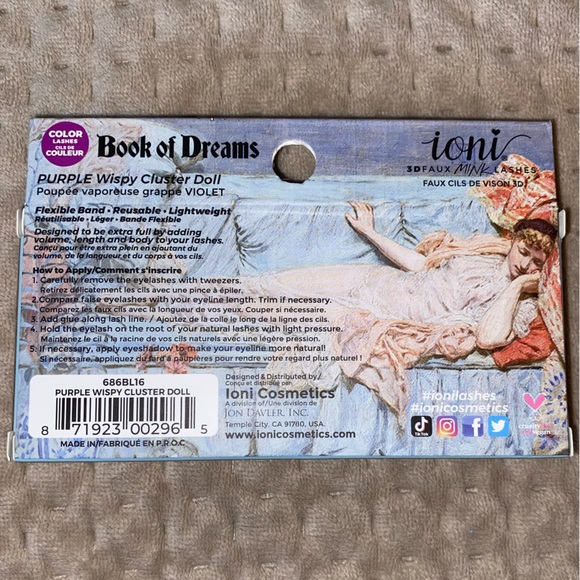 COLOR
LASHES
CILS DE
COULEUR
Book of Dreams
ioni
3D FAUX MINK LASHES
FAUX CILS DE VISON 3D
PURPLE Wispy Cluster Doll
Poupée vaporeuse grappe VIOLET
Flexible Band • Reusable • Lightweight
Réutilisable • Léger • Bande Flexible
Designed to be extra full by adding
volume, length and body to your lashes.
Conçu pour être extra plein en ajoutant du
volume, de la longueur et du corps à vos cils.
How to Apply/Comment s'inscrire
1. Carefully remove the eyelashes with tweezers.
Retirez délicatement les cils avec une pince à épiler.
2. Compare false eyelashes with your eyeline length. Trim if necessary.
Comparez les faux cils avec la longueur de vos yeux. Couper si nécessaire.
3. Add glue along lash line. / Ajoutez de la colle le long de la ligne des cils.
4. Hold the eyelash on the root of your natural lashes with light pressure.
Maintenez le cil à la racine de vos cils naturels avec une légère pression.
5. If necessary, apply eyeshadow to make your eyeline more natural!
Si nécessaire, appliquez du fard à paupières pour rendre votre regard plus naturel !
686BL16
PURPLE WISPY CLUSTER DOLL
8 71923 00296 5
MADE IN/FABRIQUÉ EN P.R.O.C
Designed & Distributed by/
Conçu et distribué par
Ioni Cosmetics
A division of/Une division de
JON DAVLER, INC.
Temple City, CA 91780, USA.
www.ionicosmetics.com
#ionilashes
#ionicosmetics
TikTok
cruelty
vegan